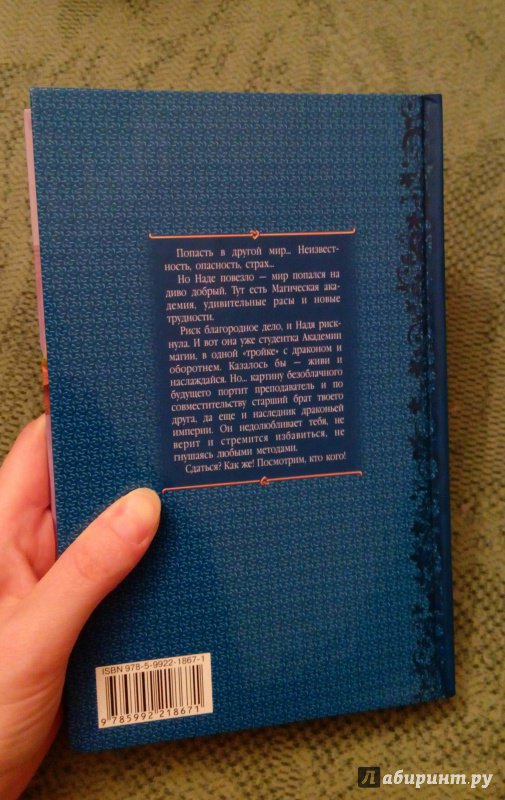 Попасть в другой мир... Неизвест-
ность, опасность, страх...
Но Наде повезло — мир попался на
диво добрый. Тут есть Магическая ака-
демия, удивительные расы и новые
трудности.
Риск благородное дело, и Надя риск-
нула. И вот она уже студентка Академии
магии, в одной «тройке» с драконом и
оборотнем. Казалось бы — живи и
наслаждайся. Но... картину безоблачного
будущего портит преподаватель и по
совместительству старший брат твоего
друга, да еще и наследник драконьей
империи. Он недолюбливает тебя, не
верит и стремится избавиться, не
гнушаясь любыми методами.
Сдаться? Как же! Посмотрим, кто кого!
ISBN 978-5-9922-1867-1
9 785992 218671
Лабиринт.ру